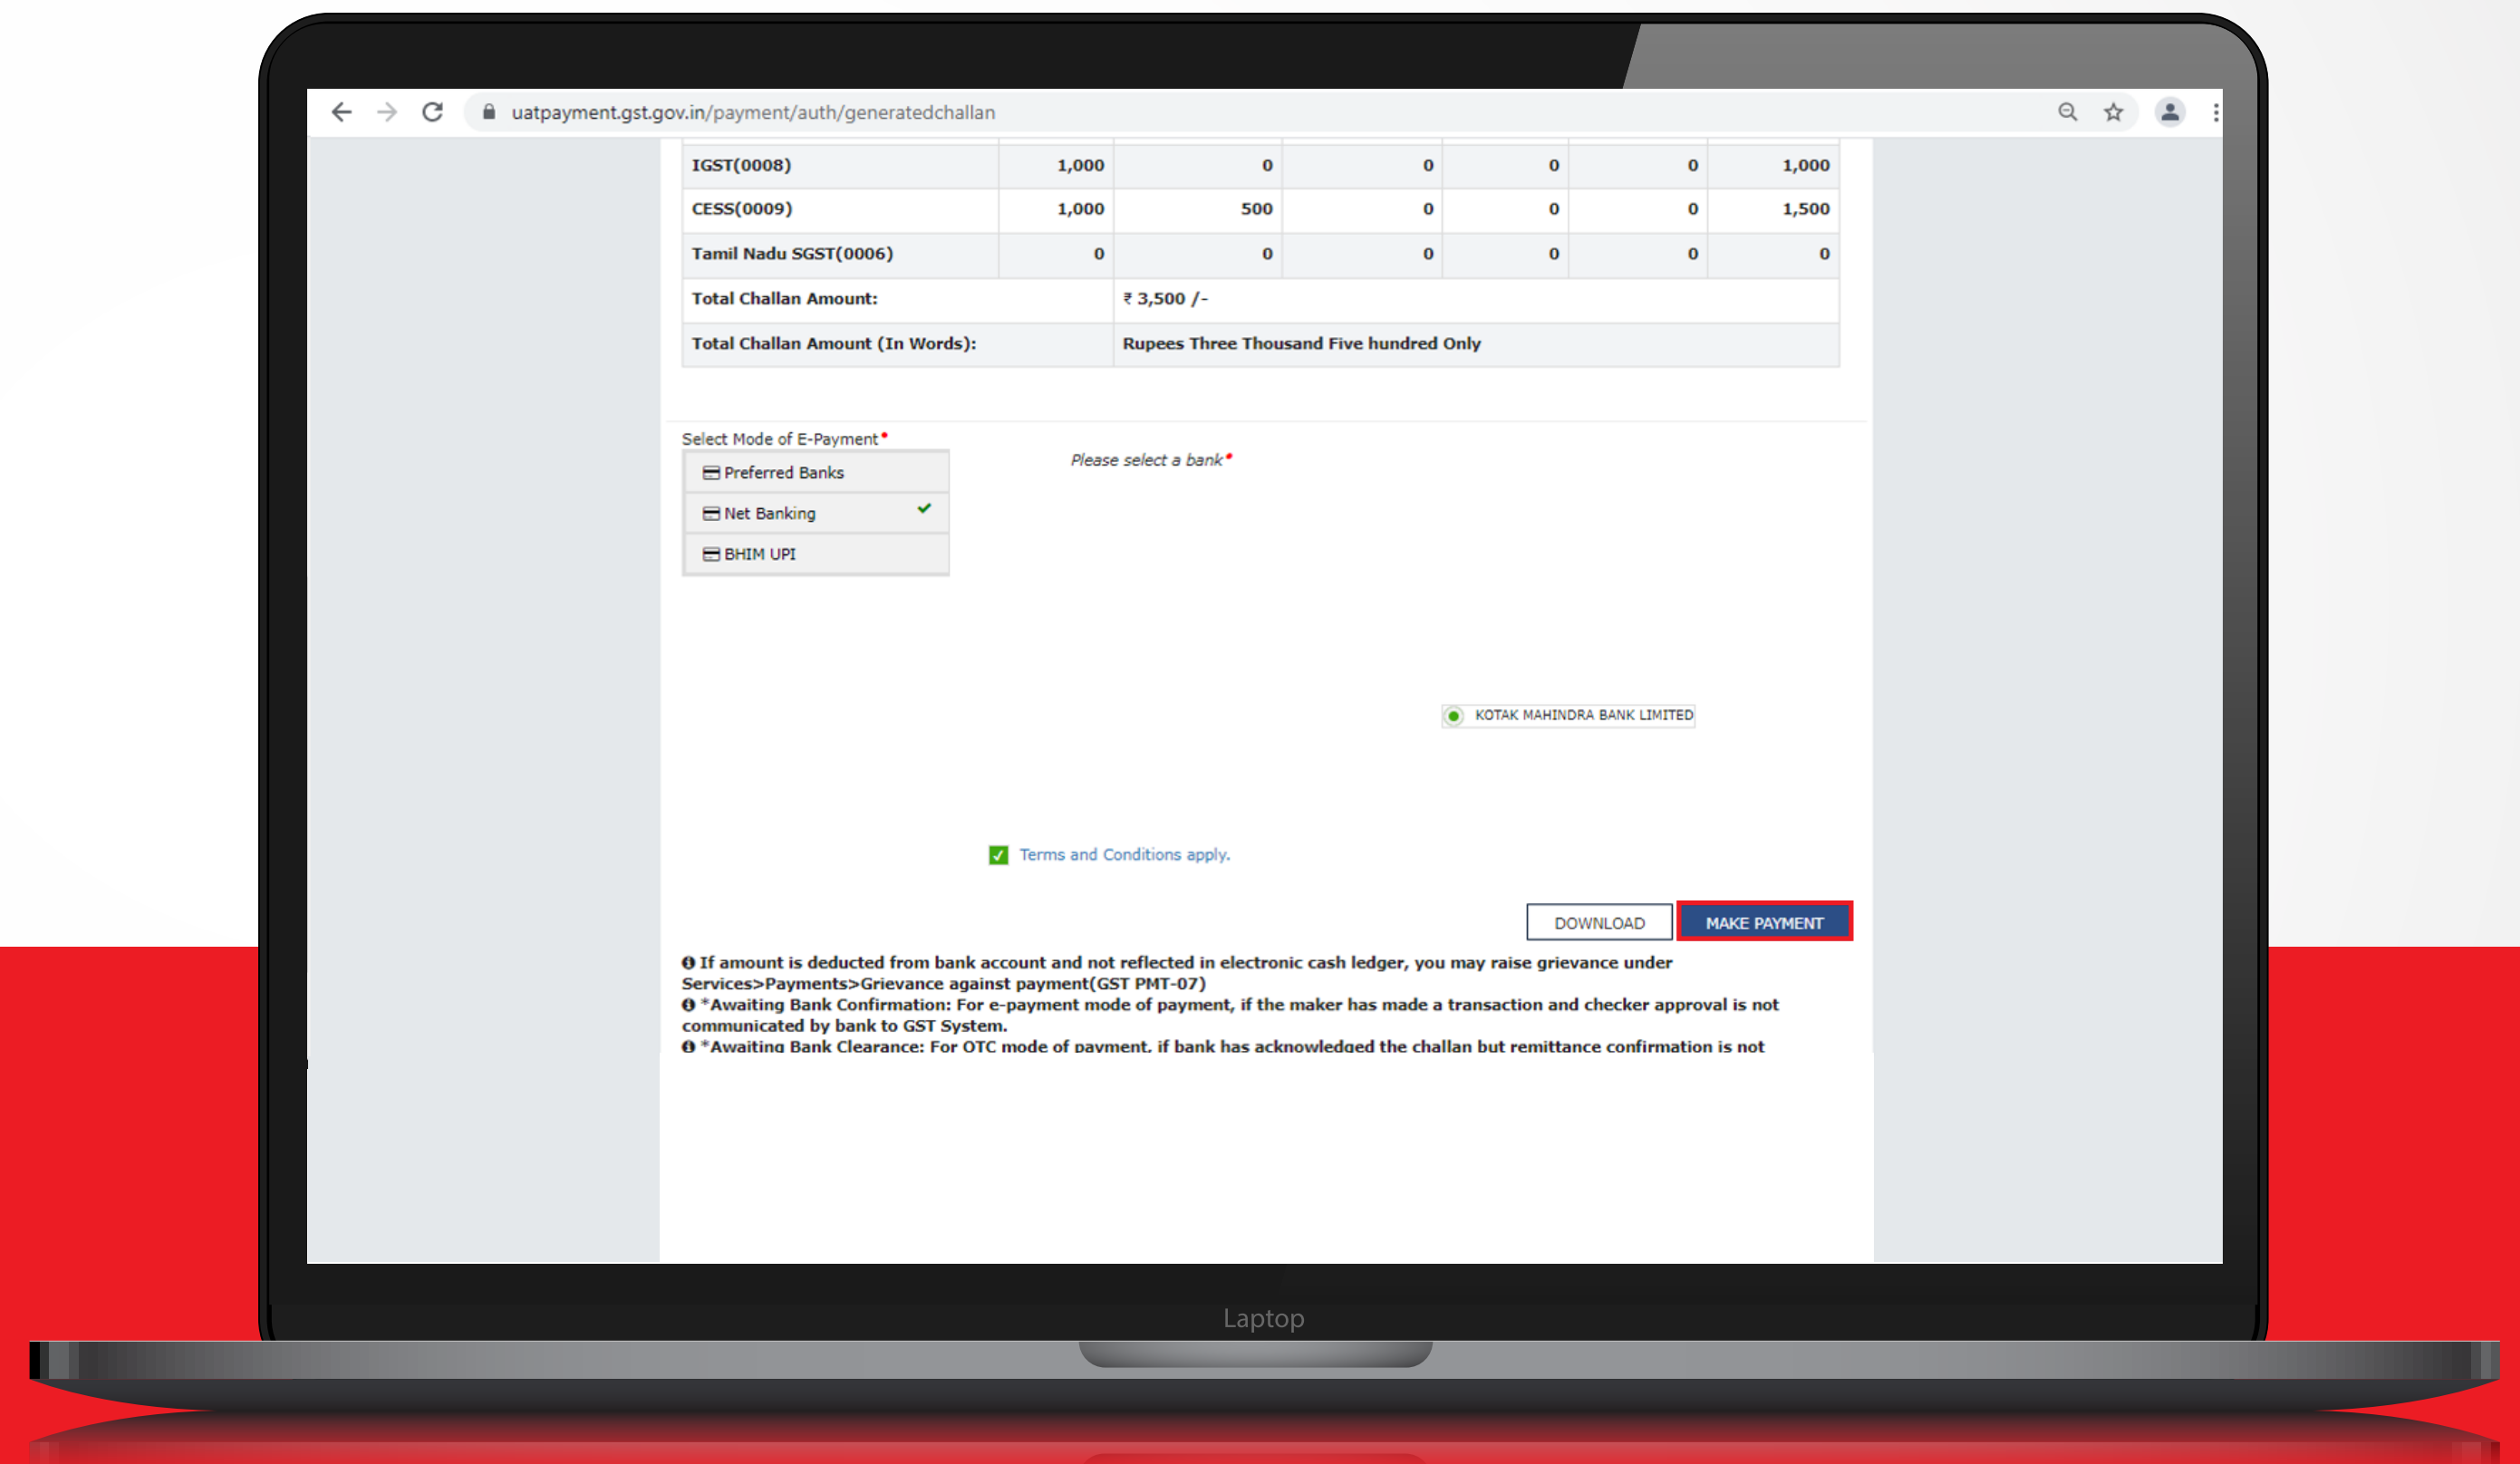 uatpayment.gst.gov.in/payment/auth/generatedchallan
IGST(0008) 1,000 0 0 0 0 1,000
CESS(0009) 1,000 500 0 0 0 1,500
Tamil Nadu SGST(0006) 0 0 0 0 0 0
Total Challan Amount: ₹ 3,500 /-
Total Challan Amount (In Words): Rupees Three Thousand Five hundred Only
Select Mode of E-Payment•
Please select a bank•
Preferred Banks
Net Banking
BHIM UPI
KOTAK MAHINDRA BANK LIMITED
Terms and Conditions apply.
DOWNLOAD MAKE PAYMENT
If amount is deducted from bank account and not reflected in electronic cash ledger, you may raise grievance under
Services>Payments>Grievance against payment(GST PMT-07)
*Awaiting Bank Confirmation: For e-payment mode of payment, if the maker has made a transaction and checker approval is not
communicated by bank to GST System.
*Awaiting Bank Clearance: For OTC mode of payment, if bank has acknowledged the challan but remittance confirmation is not
Laptop